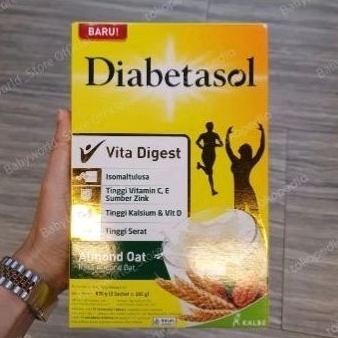 BARU!
Diabetasol
Vita Digest
Isomaltulosa
Tinggi Vitamin C, E
Sumber Zink
Tinggi Kalsium & Vit D
Tinggi Serat
Almond Oat
KALBE